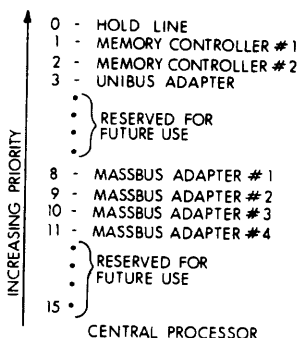 0 - HOLD LINE
1 - MEMORY CONTROLLER #1
2 - MEMORY CONTROLLER #2
3 - UNIBUS ADAPTER
RESERVED FOR
FUTURE USE
8 - MASSBUS ADAPTER #1
9 - MASSBUS ADAPTER #2
10 - MASSBUS ADAPTER #3
11 - MASSBUS ADAPTER #4
RESERVED FOR
FUTURE USE
15
CENTRAL PROCESSOR
INCREASING PRIORITY